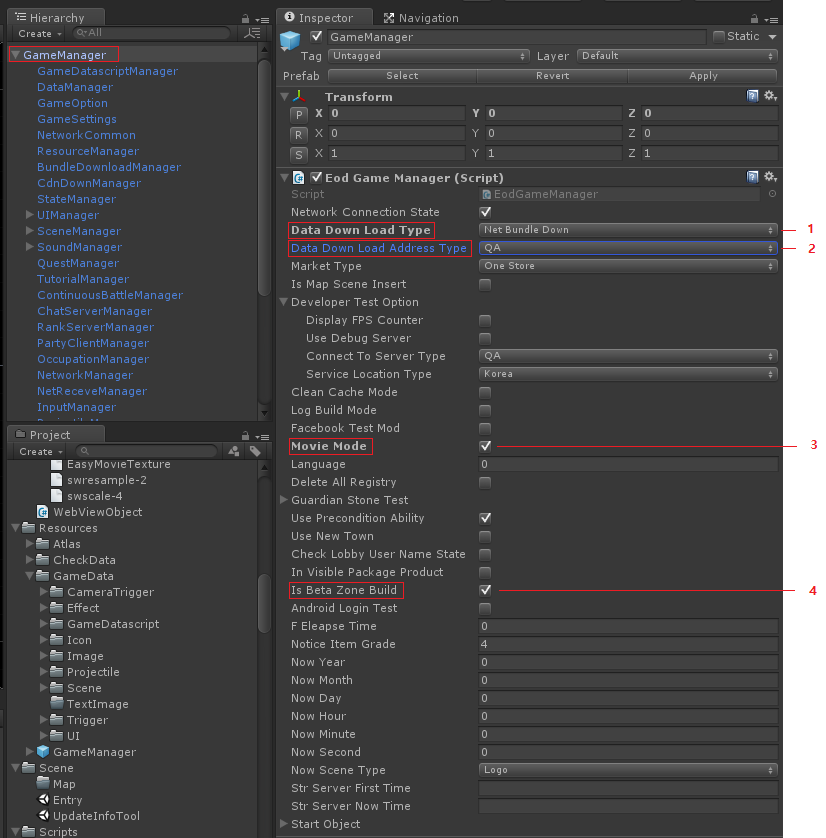 Hierarchy
Create
All
GameManager
GameDatascriptManager
DataManager
GameOption
GameSettings
NetworkCommon
ResourceManager
BundleDownloadManager
CdnDownManager
StateManager
UIManager
SceneManager
SoundManager
QuestManager
TutorialManager
ContinuousBattleManager
ChatServerManager
RankServerManager
PartyClientManager
OccupationManager
NetworkManager
NetReceveManager
InputManager
Project
Create
EasyMovieTexture
swresample-2
swscale-4
WebViewObject
Resources
Atlas
CheckData
GameData
CameraTrigger
Effect
GameDatascript
Icon
Image
Projectile
Scene
TextImage
Trigger
UI
GameManager
Scene
Map
Entry
UpdateInfoTool
Scripts
Inspector
Navigation
GameManager
Static
Tag Untagged Layer Default
Prefab Select Revert Apply
Transform
P X 0 Y 0 Z 0
R X 0 Y 0 Z 0
S X 1 Y 1 Z 1
Eod Game Manager (Script)
Script EodGameManager
Network Connection State
Data Down Load Type Net Bundle Down 1
Data Down Load Address Type QA 2
Market Type One Store
Is Map Scene Insert
Developer Test Option
Display FPS Counter
Use Debug Server
Connect To Server Type QA
Service Location Type Korea
Clean Cache Mode
Log Build Mode
Facebook Test Mod
Movie Mode 3
Language 0
Delete All Registry
Guardian Stone Test
Use Precondition Ability
Use New Town
Check Lobby User Name State
In Visible Package Product
Is Beta Zone Build 4
Android Login Test
F Eleapse Time 0
Notice Item Grade 4
Now Year 0
Now Month 0
Now Day 0
Now Hour 0
Now Minute 0
Now Second 0
Now Scene Type Logo
Str Server First Time
Str Server Now Time
Start Object